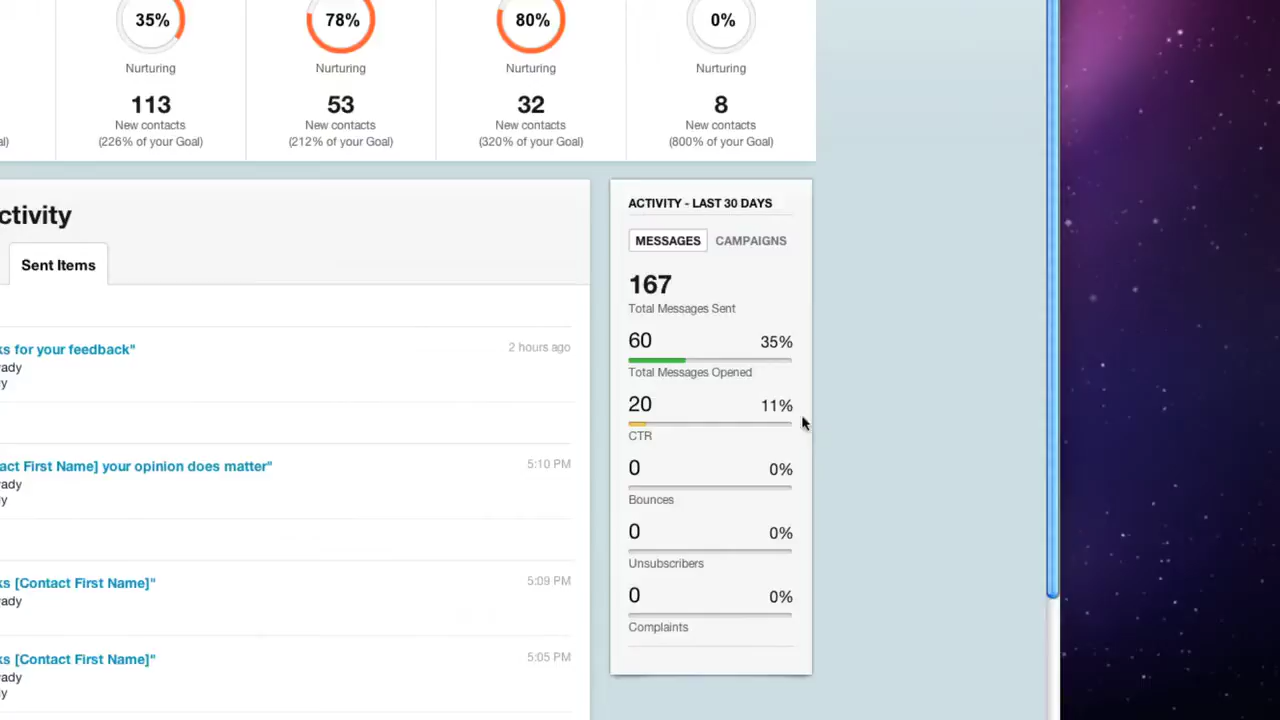 35%
Nurturing
113
New contacts
(226% of your Goal)
78%
Nurturing
53
New contacts
(212% of your Goal)
80%
Nurturing
32
New contacts
(320% of your Goal)
0%
Nurturing
8
New contacts
(800% of your Goal)
al)
ctivity
Sent Items
ks for your feedback" 2 hours ago
ady
y
act First Name] your opinion does matter" 5:10 PM
ady
y
ks [Contact First Name]" 5:09 PM
ady
ks [Contact First Name]" 5:05 PM
ady
y
ACTIVITY - LAST 30 DAYS
MESSAGES CAMPAIGNS
167
Total Messages Sent
60 35%
Total Messages Opened
20 11%
CTR
0 0%
Bounces
0 0%
Unsubscribers
0 0%
Complaints